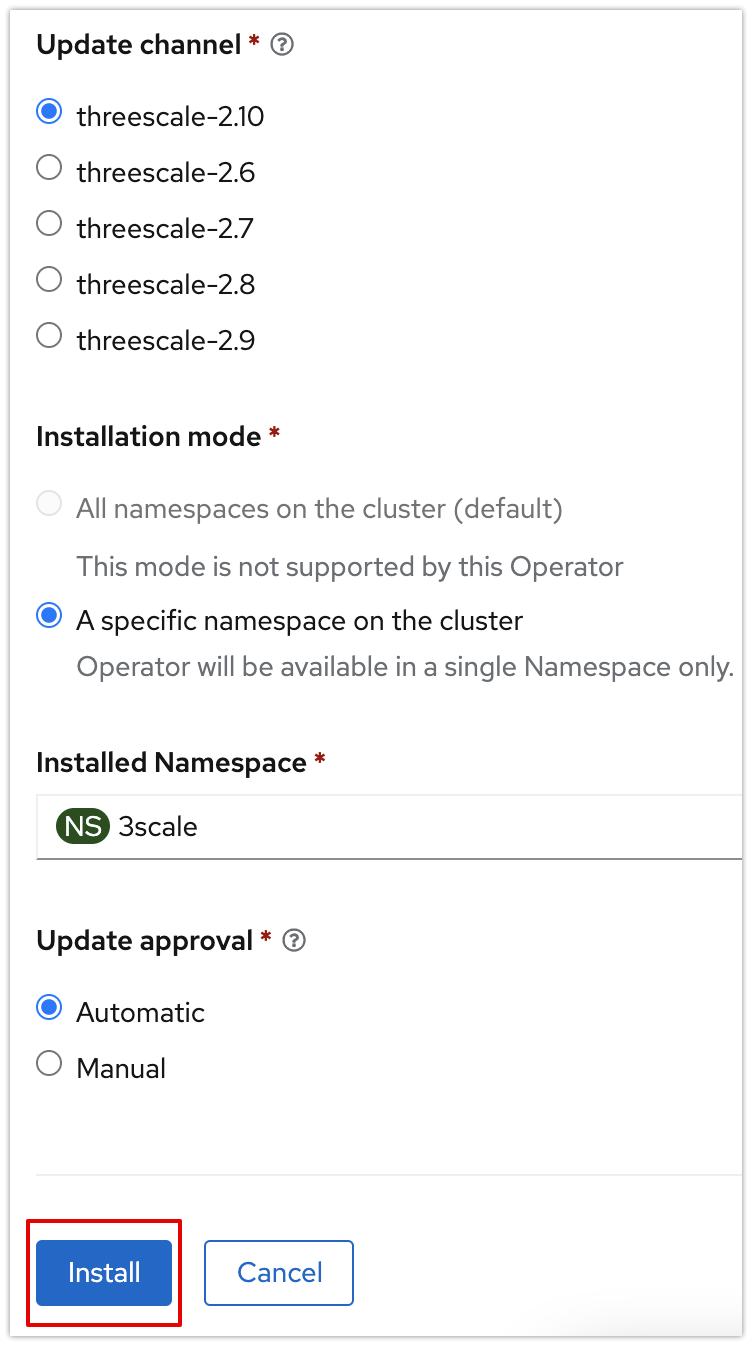 Update channel * ?
threescale-2.10
threescale-2.6
threescale-2.7
threescale-2.8
threescale-2.9
Installation mode *
All namespaces on the cluster (default)
This mode is not supported by this Operator
A specific namespace on the cluster
Operator will be available in a single Namespace only.
Installed Namespace *
NS 3scale
Update approval * ?
Automatic
Manual
Install Cancel